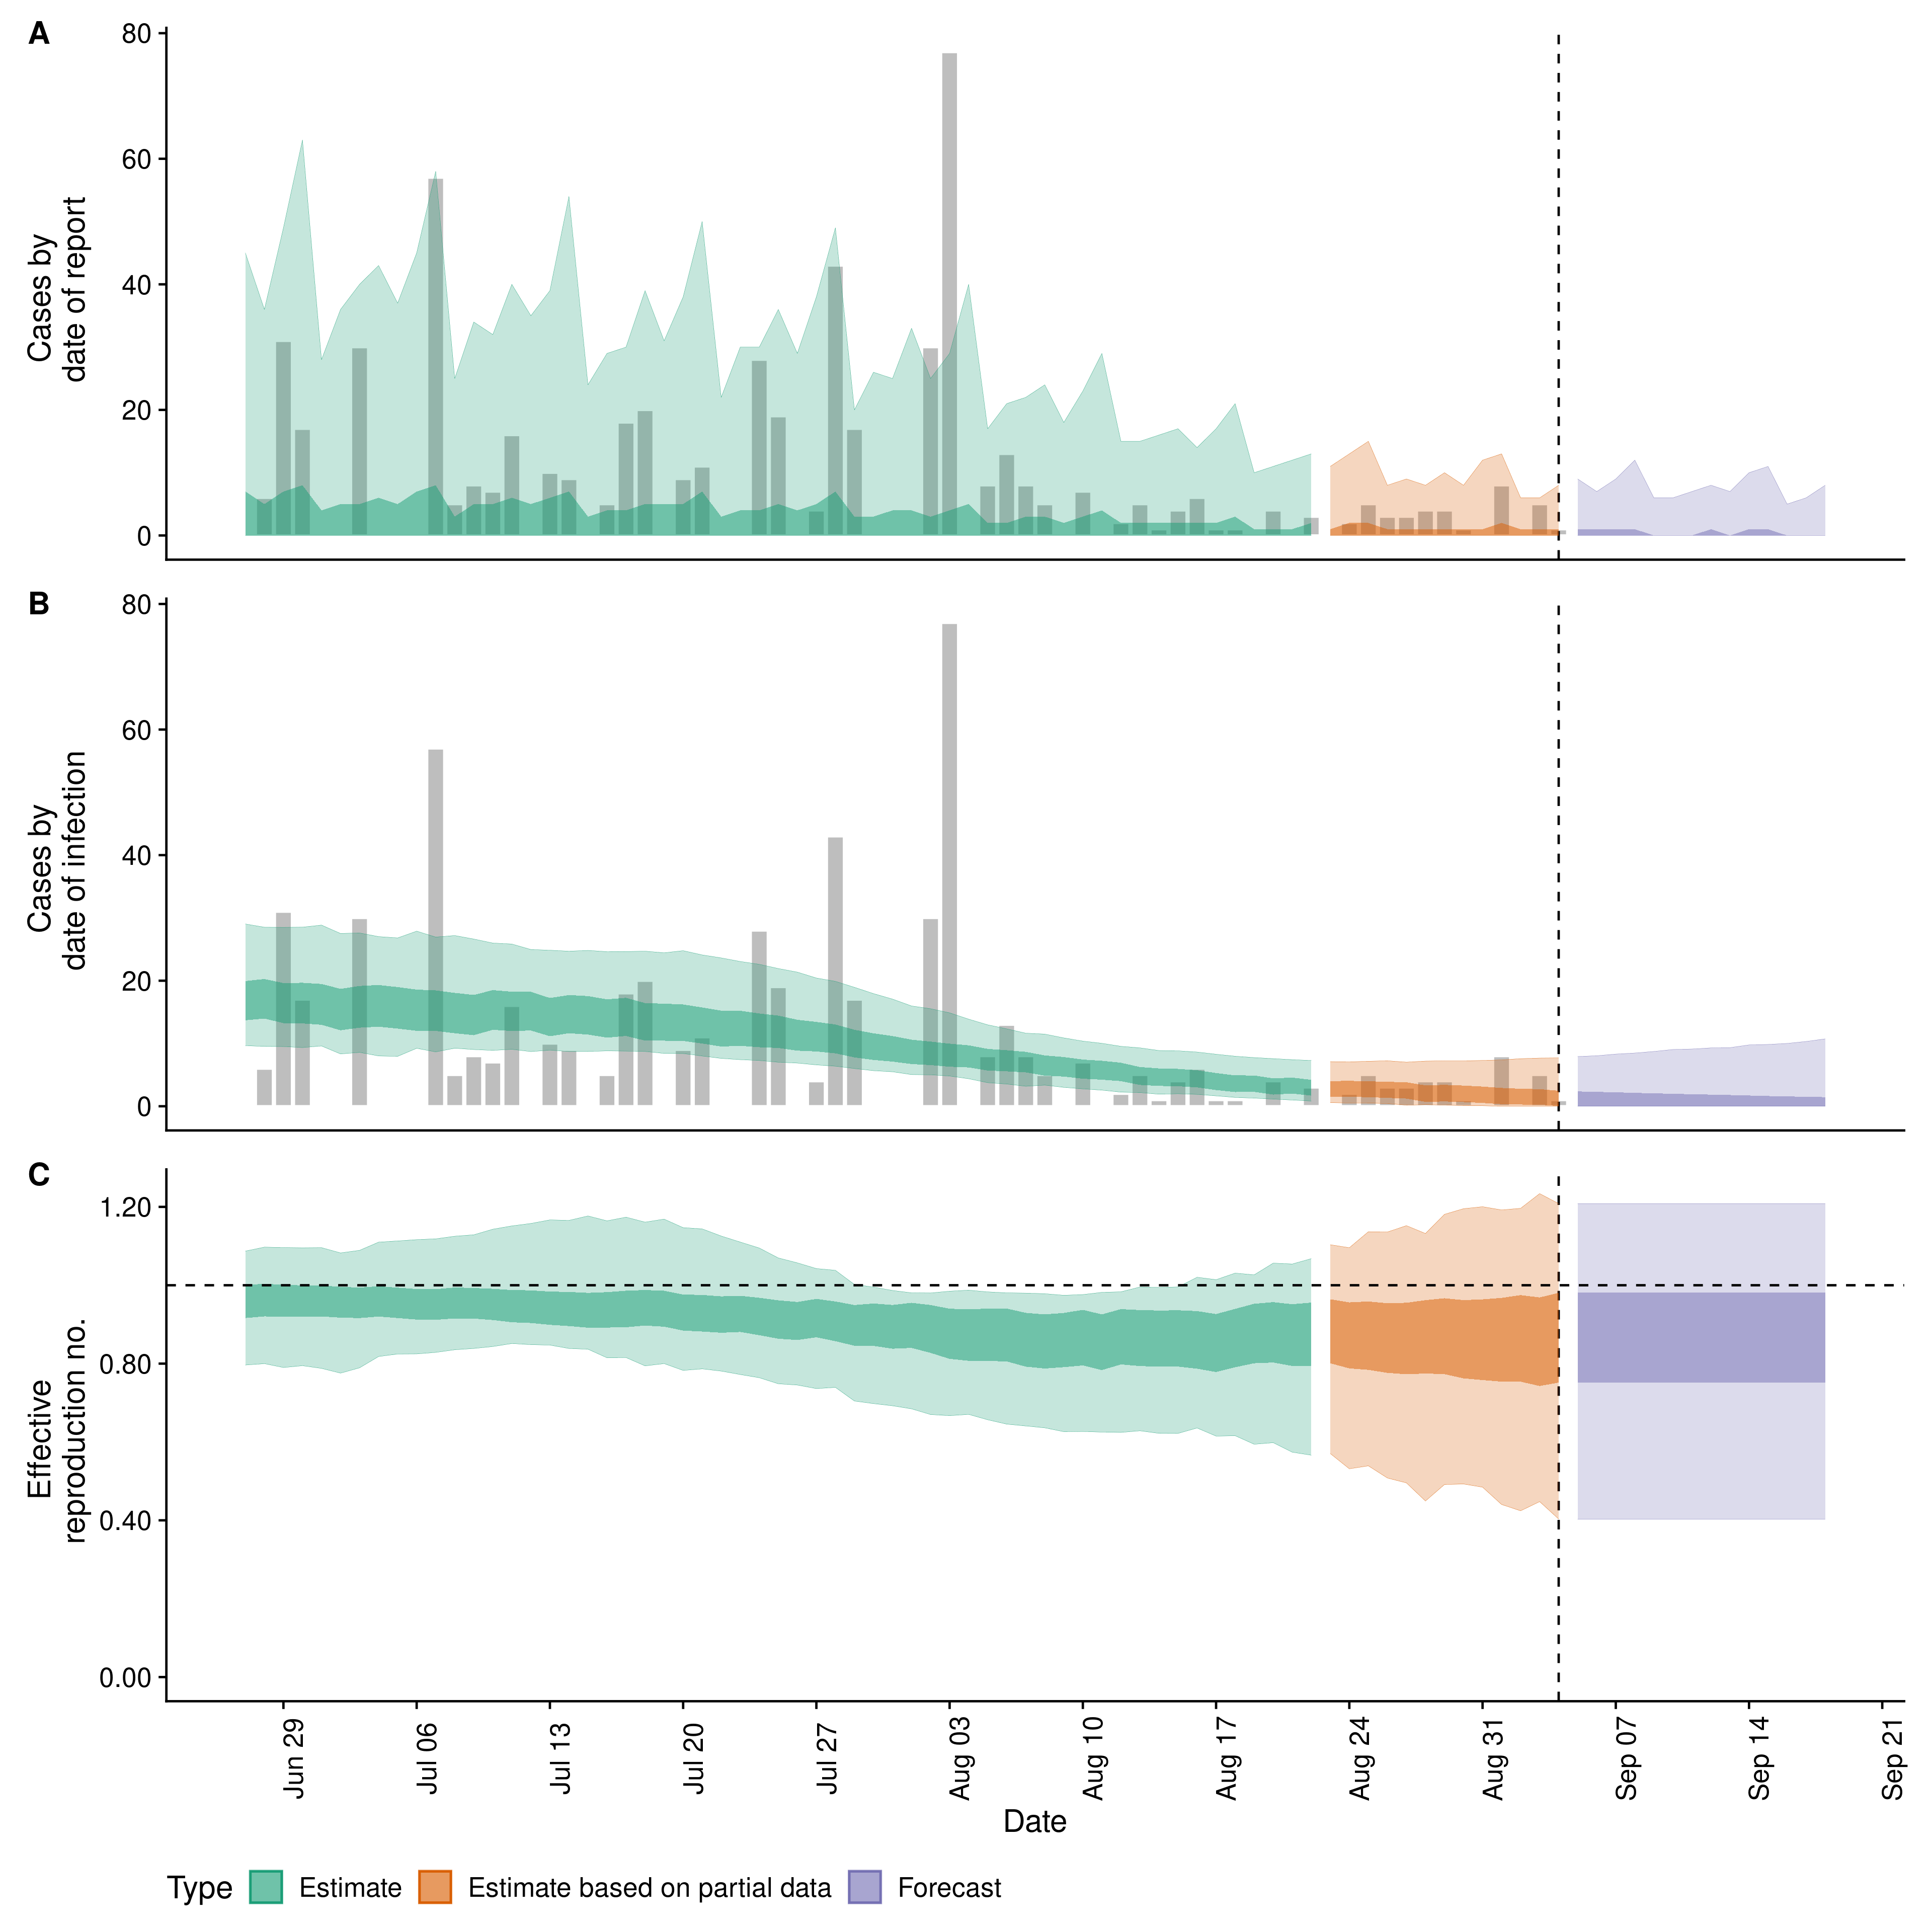 A
80
60
40
20
0
Cases by
date of report
B
80
60
40
20
0
Cases by
date of infection
C
1.20
0.80
0.40
0.00
Effective
reproduction no.
Jun 29
Jul 06
Jul 13
Jul 20
Jul 27
Aug 03
Aug 10
Aug 17
Aug 24
Aug 31
Sep 07
Sep 14
Sep 21
Date
Type Estimate Estimate based on partial data Forecast